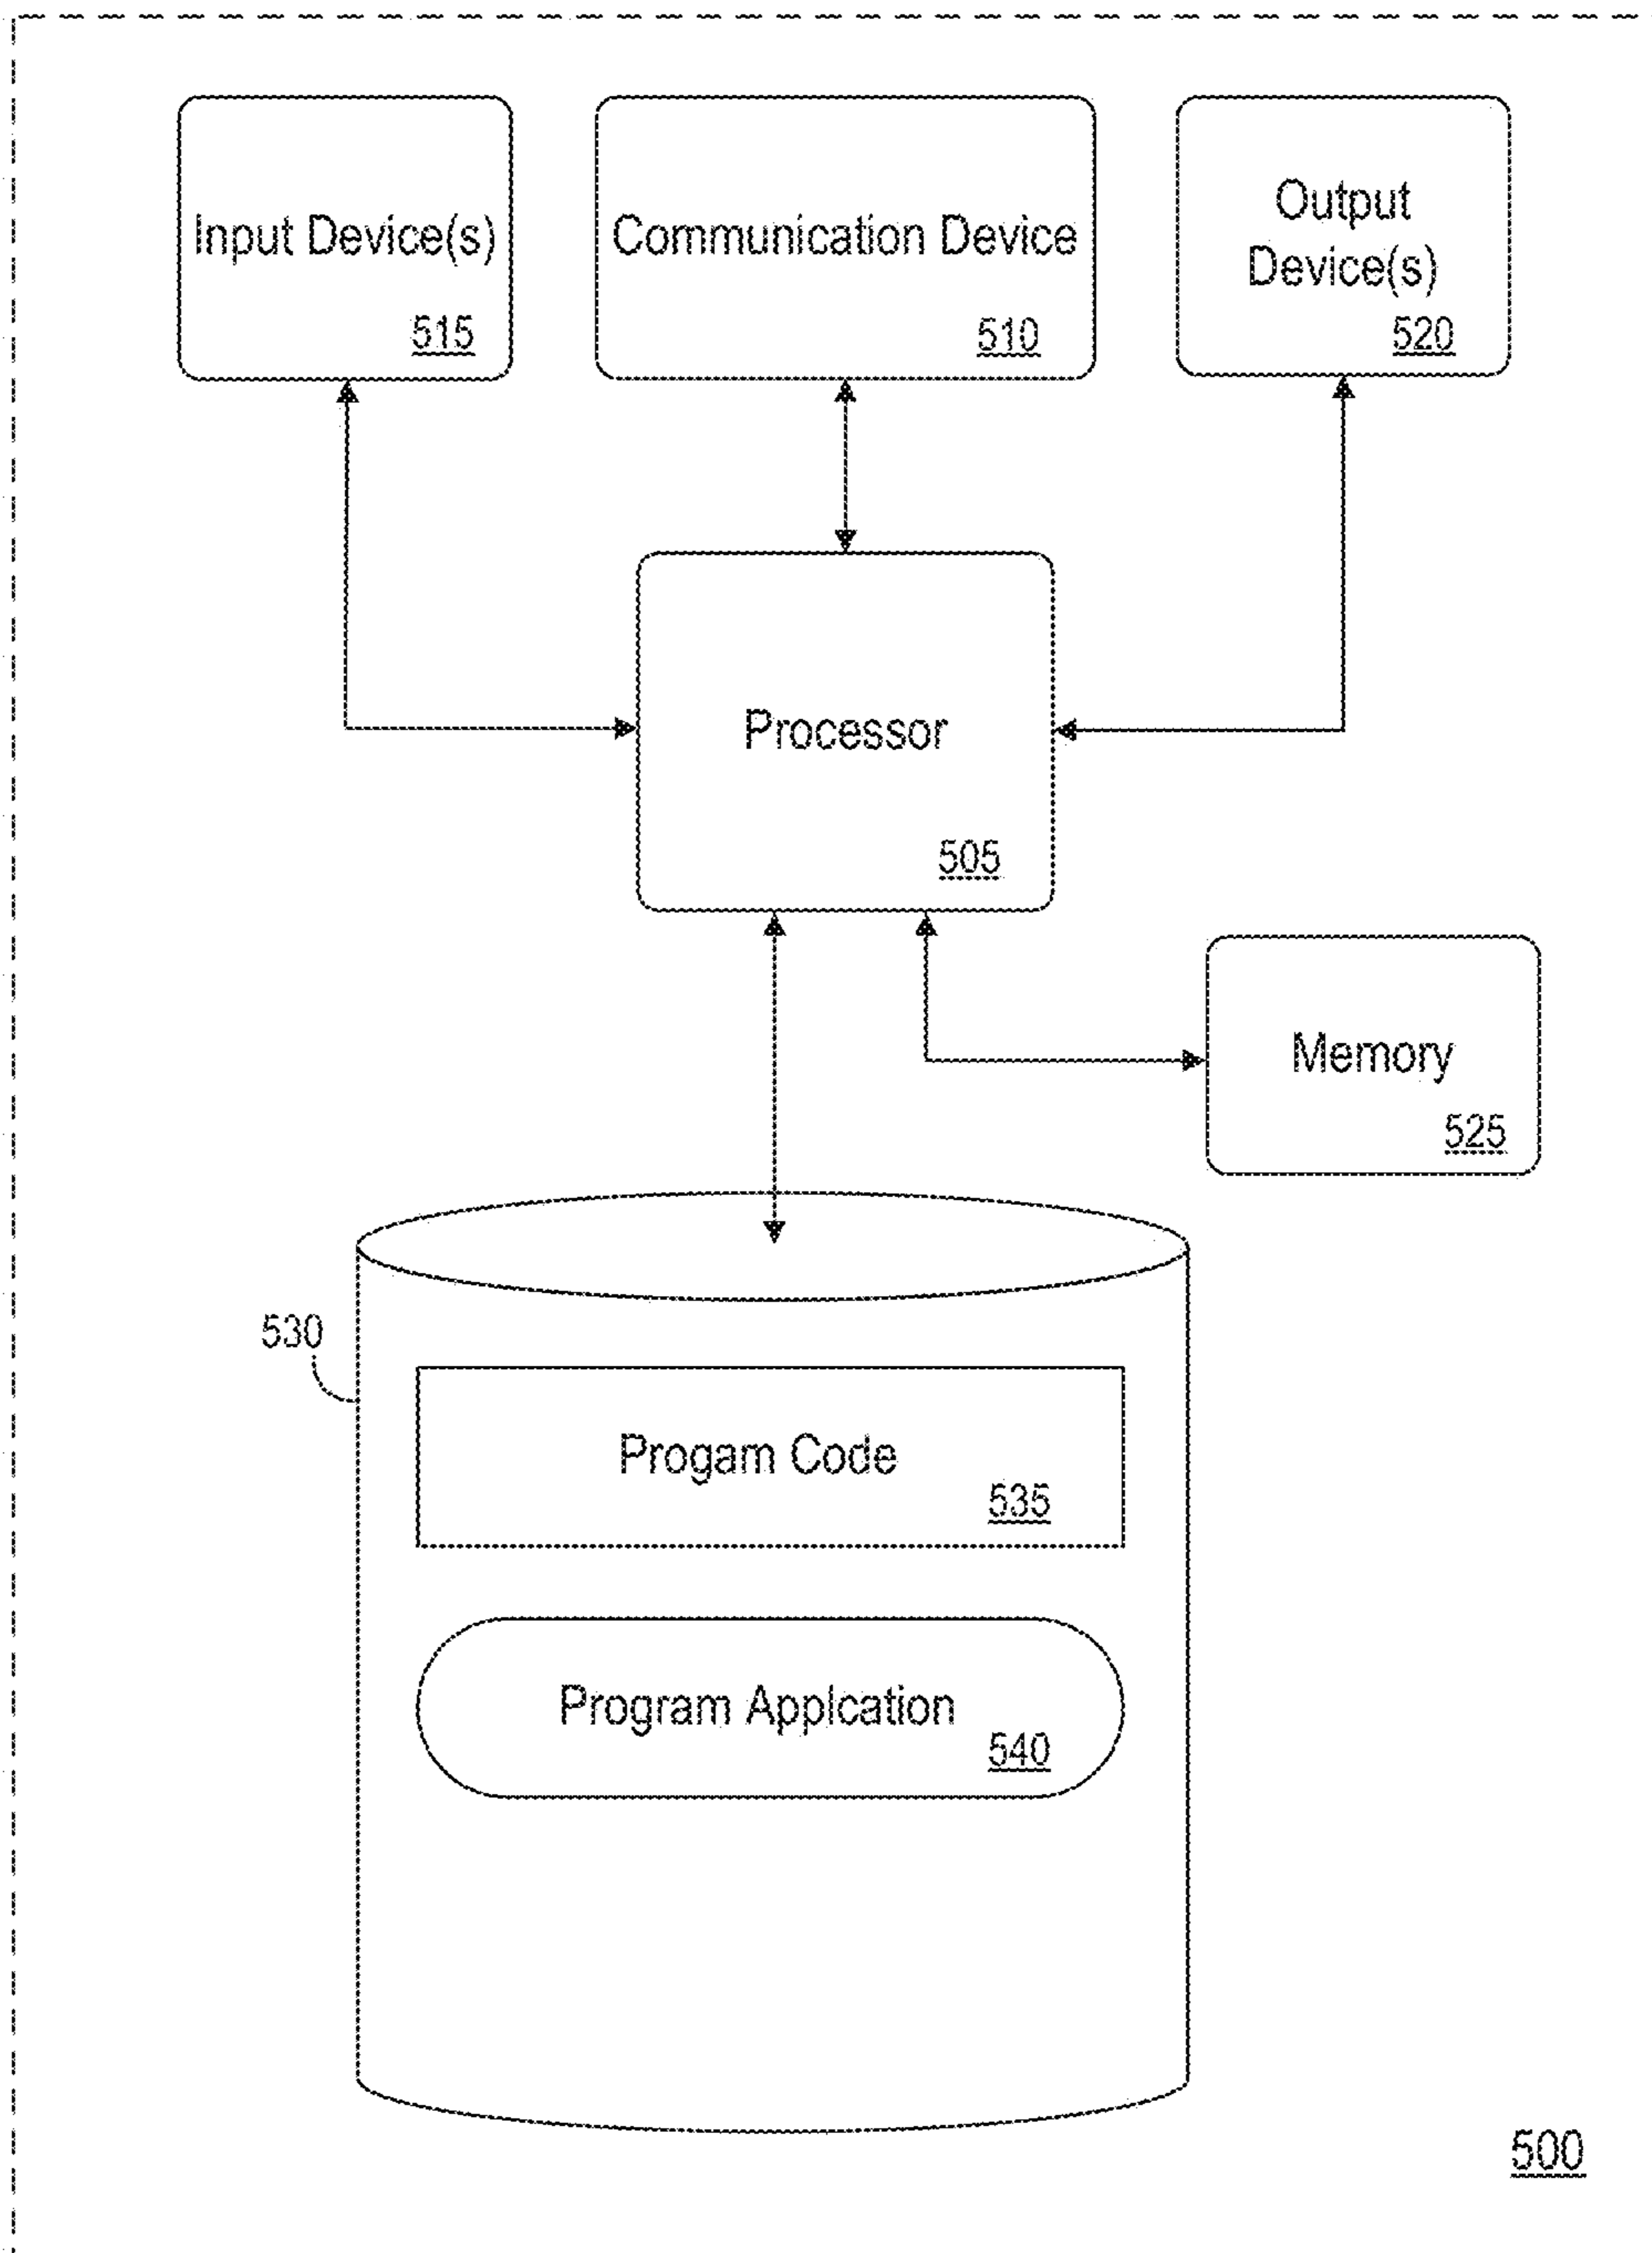 Input Device(s)
515
Communication Device
510
Output
Device(s)
520
Processor
505
Memory
525
530
Progam Code
535
Program Applcation
540
500